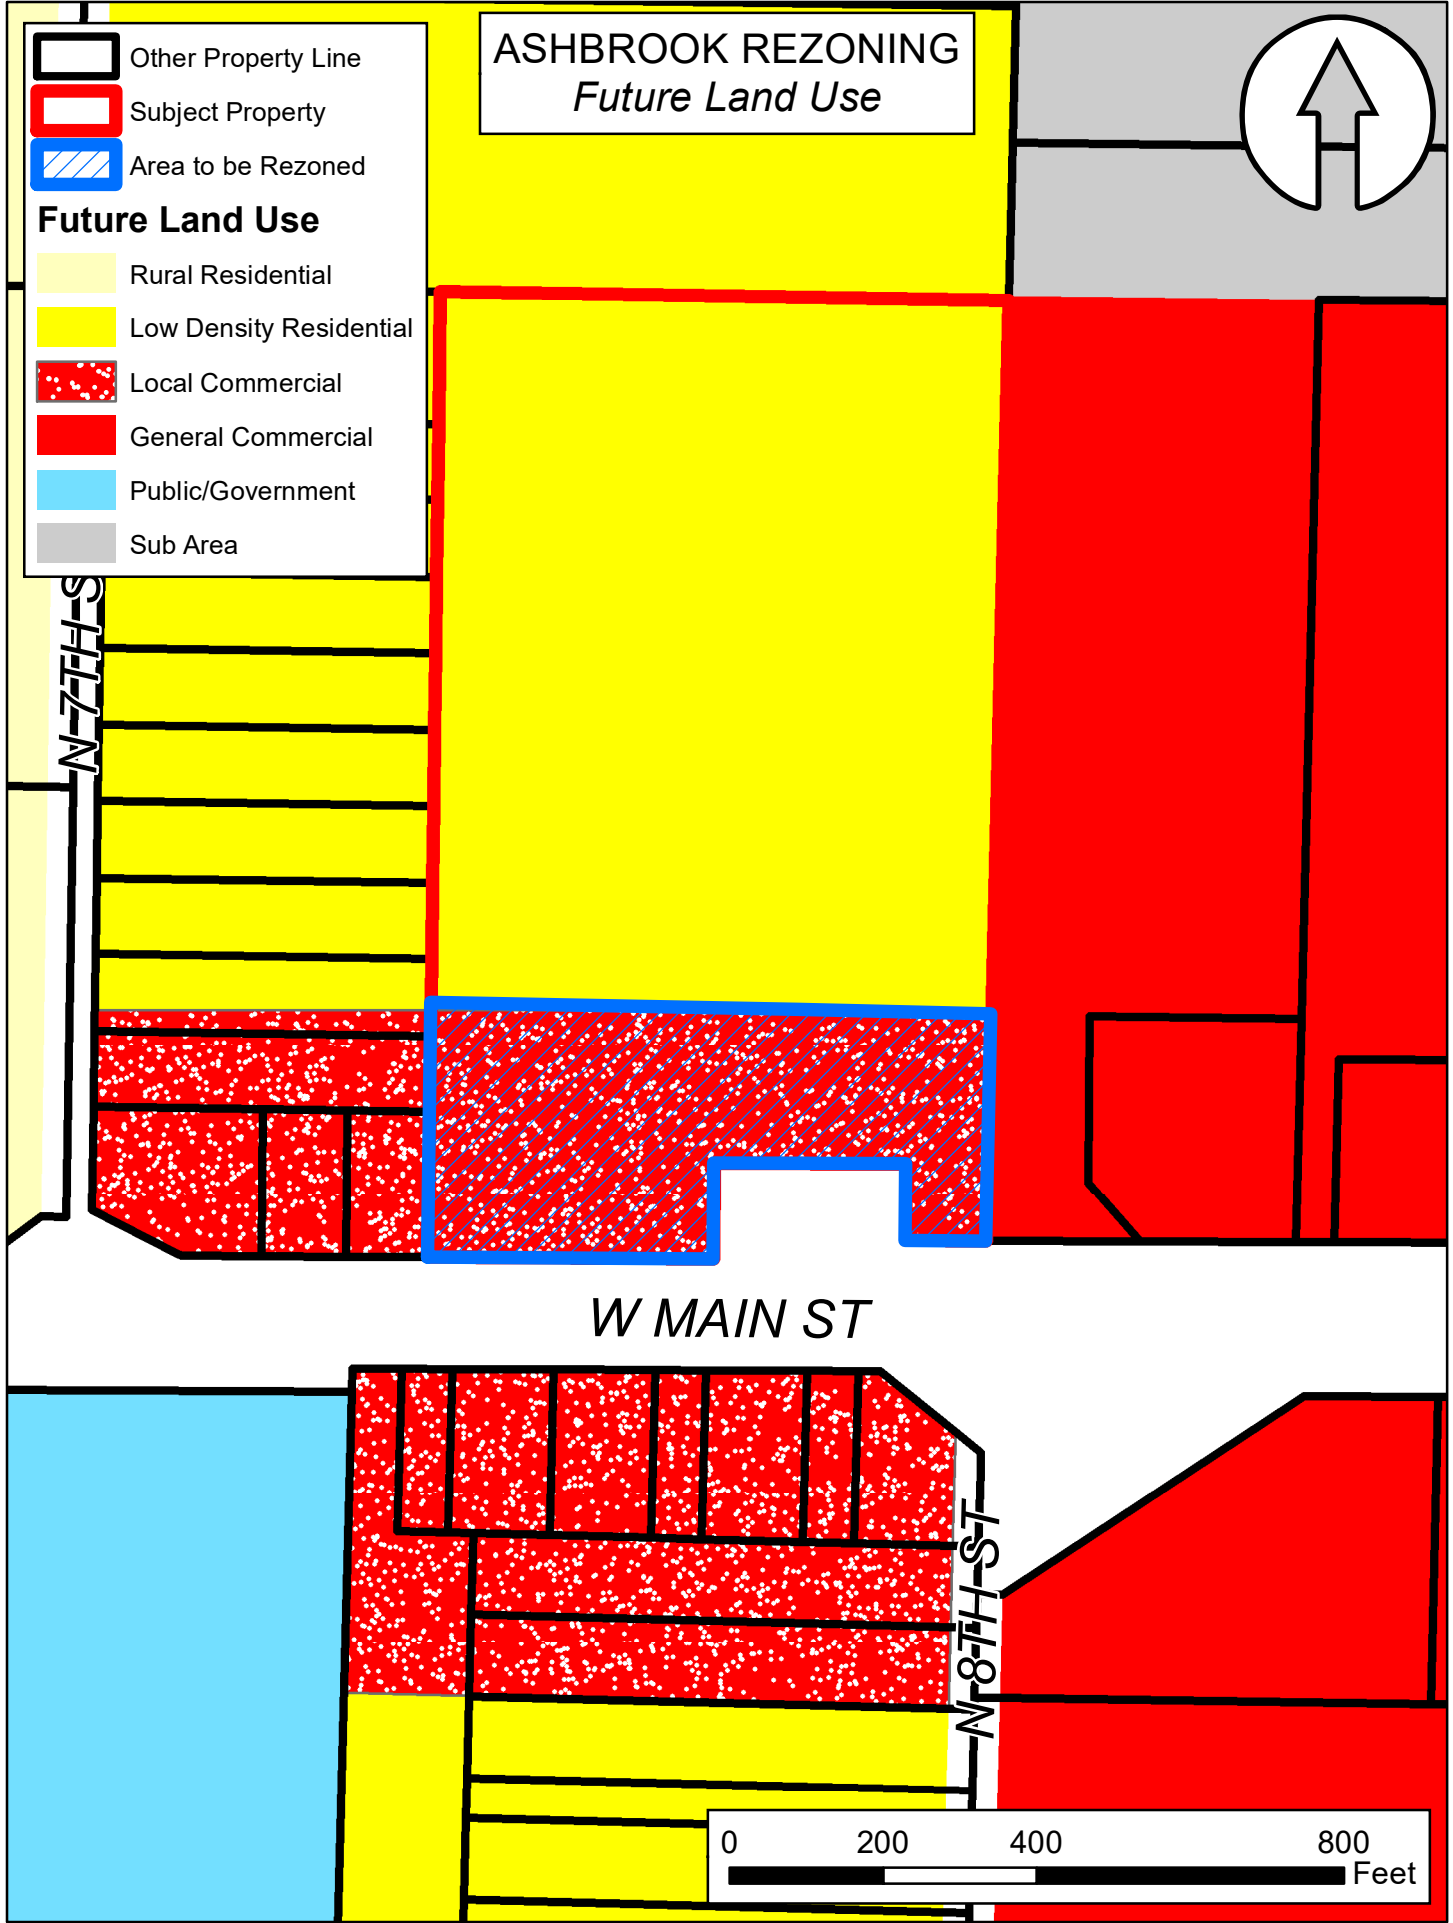 ASHBROOK REZONING
Future Land Use
Other Property Line
Subject Property
Area to be Rezoned
Future Land Use
Rural Residential
Low Density Residential
Local Commercial
General Commercial
Public/Government
Sub Area
N 7TH S
W MAIN ST
N 8TH ST
0 200 400 800
Feet